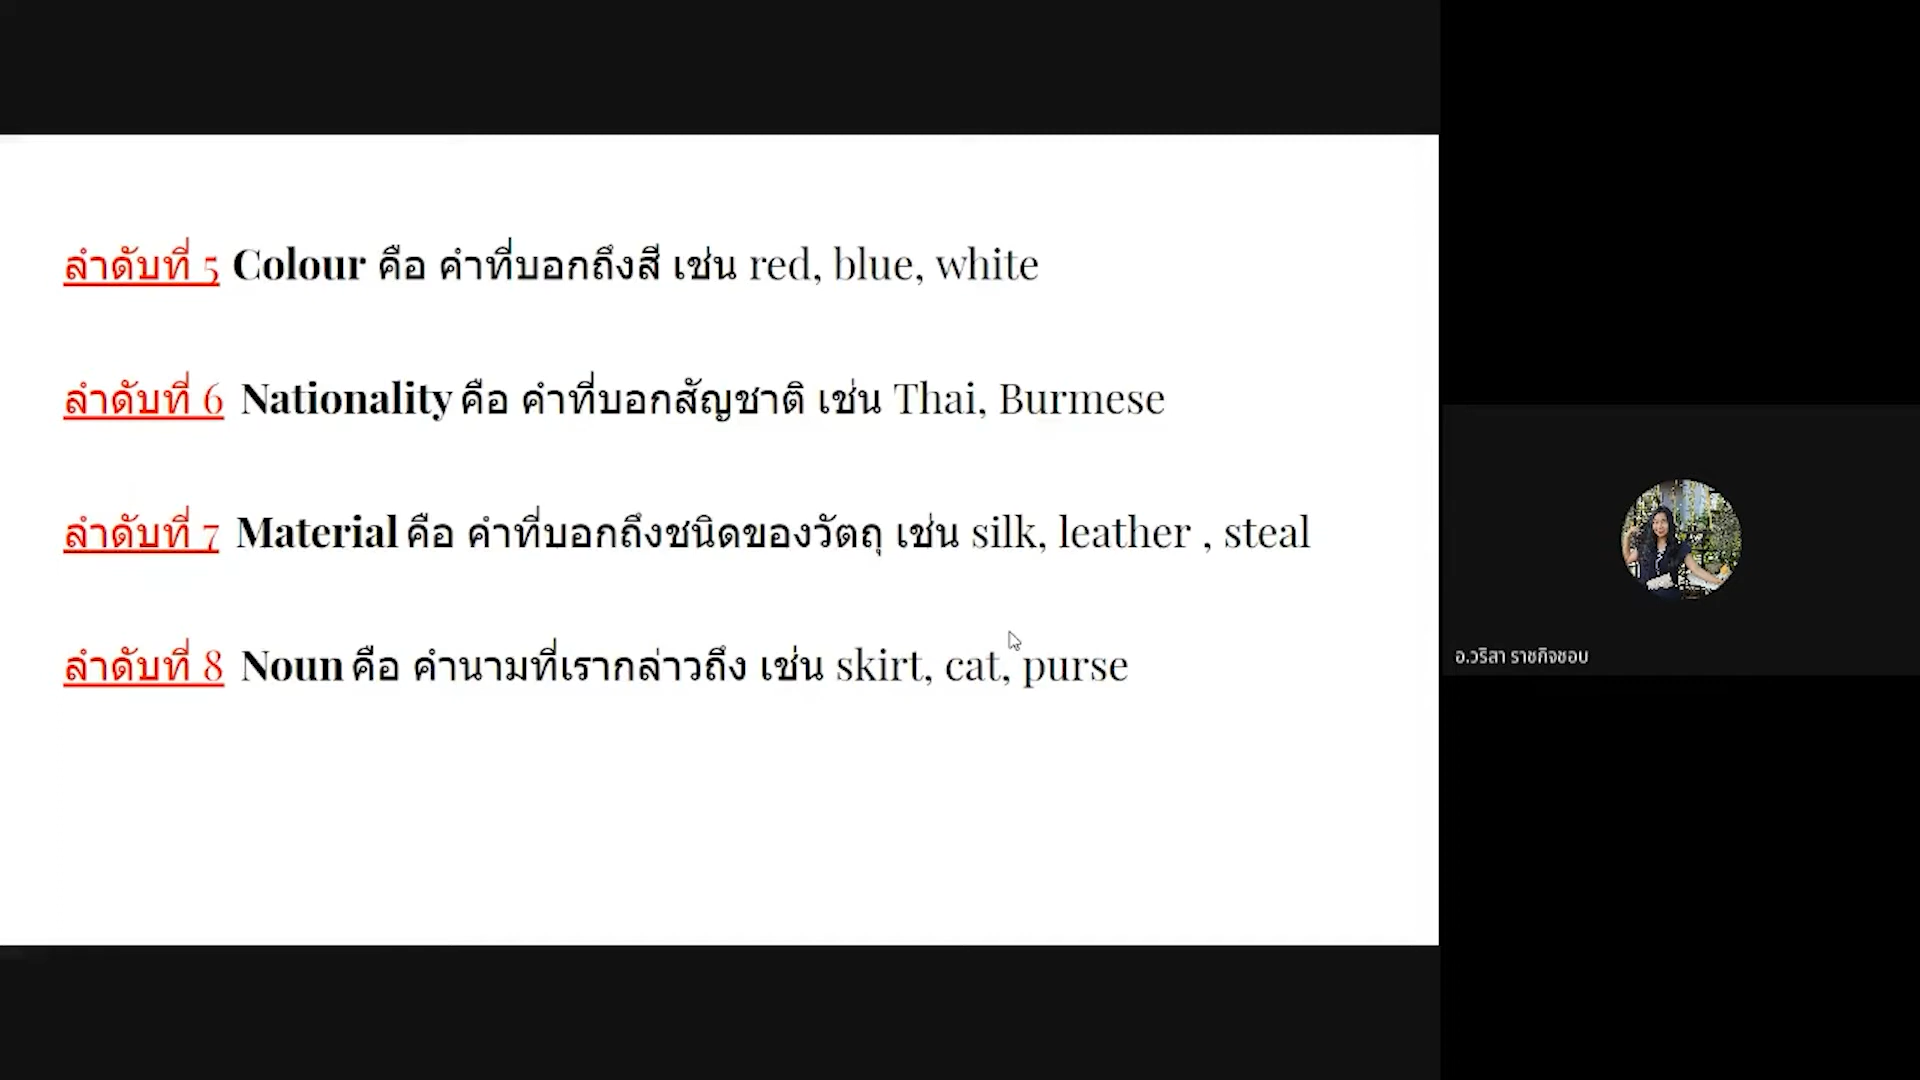 ลำดับที่ 5 Colour คือ คำที่บอกถึงสี เช่น red, blue, white
ลำดับที่ 6 Nationality คือ คำที่บอกสัญชาติ เช่น Thai, Burmese
ลำดับที่ 7 Material คือ คำที่บอกถึงชนิดของวัตถุ เช่น silk, leather , steal
ลำดับที่ 8 Noun คือ คำนามที่เรากล่าวถึง เช่น skirt, cat, purse
อ.วริสา ราชกิจชอบ